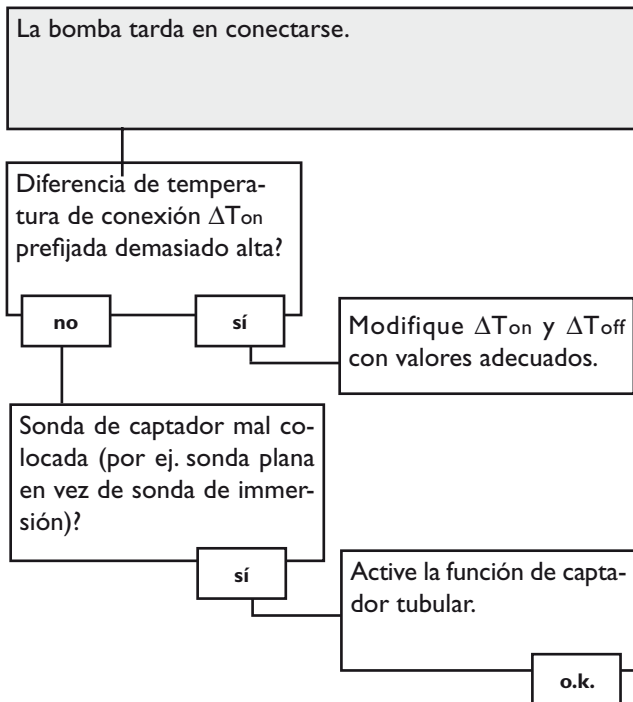 La bomba tarda en conectarse.
Diferencia de tempera-
tura de conexión ΔTon
prefijada demasiado alta?
no
sí
Modifique ΔTon y ΔToff
con valores adecuados.
Sonda de captador mal co-
locada (por ej. sonda plana
en vez de sonda de immer-
sión)?
sí
Active la función de capta-
dor tubular.
o.k.